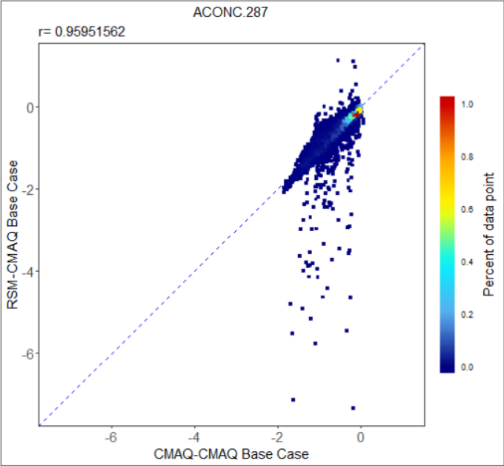 ACONC.287
r= 0.95951562
0
-2
-4
-6
-6
-4
-2
0
RSM-CMAQ Base Case
CMAQ-CMAQ Base Case
1.0
0.8
0.6
0.4
0.2
0.0
Percent of data point